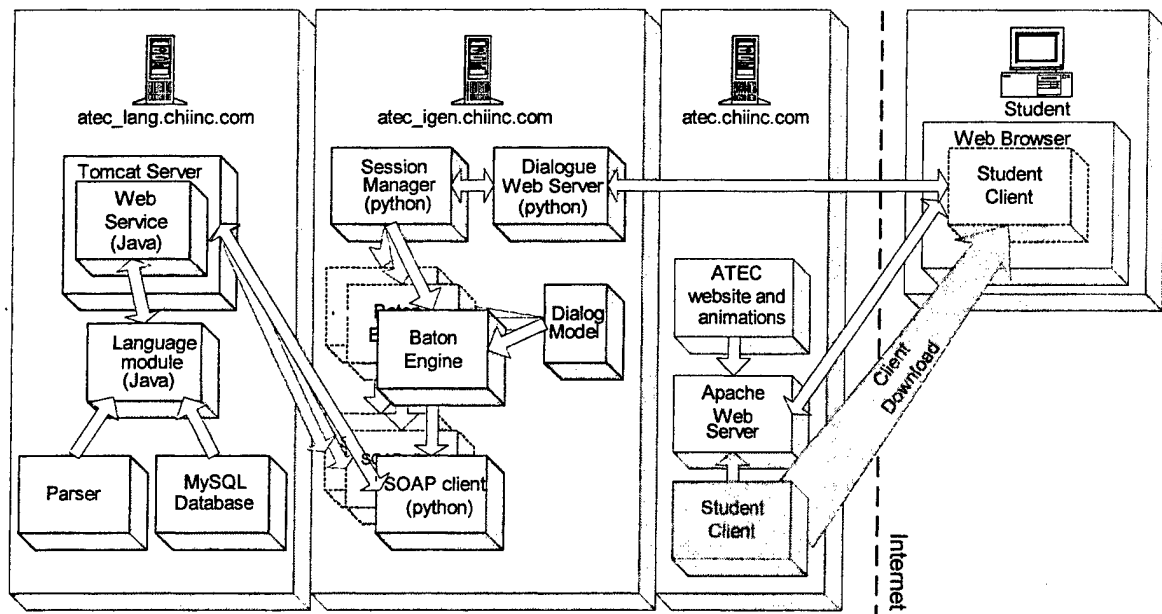 atec_lang.chiinc.com
Tomcat Server
Web
Service
(Java)
Language
module
(Java)
Parser
MySQL
Database
atec_igen.chiinc.com
Session
Manager
(python)
Dialogue
Web Server
(python)
Baton
Engine
Dialog
Model
SOAP client
(python)
atec.chiinc.com
ATEC
website and
animations
Apache
Web
Server
Student
Client
Client
Download
Internet
Student
Web Browser
Student
Client